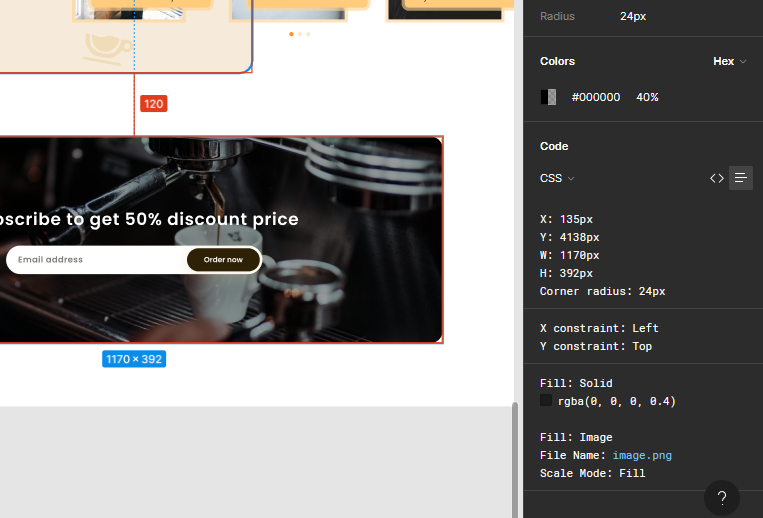 Radius 24px
Colors Hex
#000000 40%
Code
CSS
X: 135px
Y: 4138px
W: 1170px
H: 392px
Corner radius: 24px
X constraint: Left
Y constraint: Top
Fill: Solid
rgba(0, 0, 0, 0.4)
Fill: Image
File Name: image.png
Scale Mode: Fill
?
120
bscribe to get 50% discount price
Email address
Order now
1170 × 392